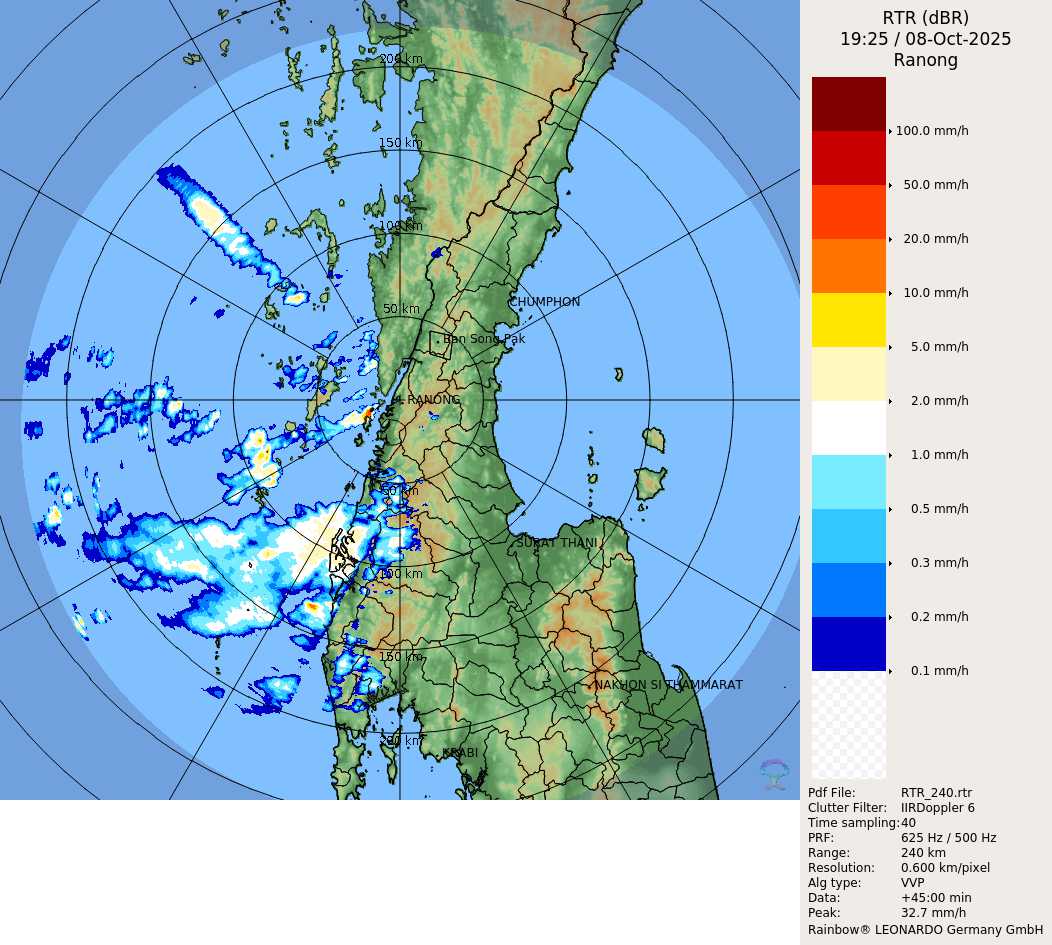 RTR (dBR)
19:25 / 08-Oct-2025
Ranong
200 km
150 km
100 km
50 km
CHUMPHON
Ban Song Pak
RANONG
50 km
SURAT THANI
100 km
150 km
NAKHON SI THAMMARAT
200 km
KRABI
100.0 mm/h
50.0 mm/h
20.0 mm/h
10.0 mm/h
5.0 mm/h
2.0 mm/h
1.0 mm/h
0.5 mm/h
0.3 mm/h
0.2 mm/h
0.1 mm/h
Pdf File: RTR_240.rtr
Clutter Filter: IIRDoppler 6
Time sampling:40
PRF: 625 Hz / 500 Hz
Range: 240 km
Resolution: 0.600 km/pixel
Alg type: VVP
Data: +45:00 min
Peak: 32.7 mm/h
Rainbow® LEONARDO Germany GmbH